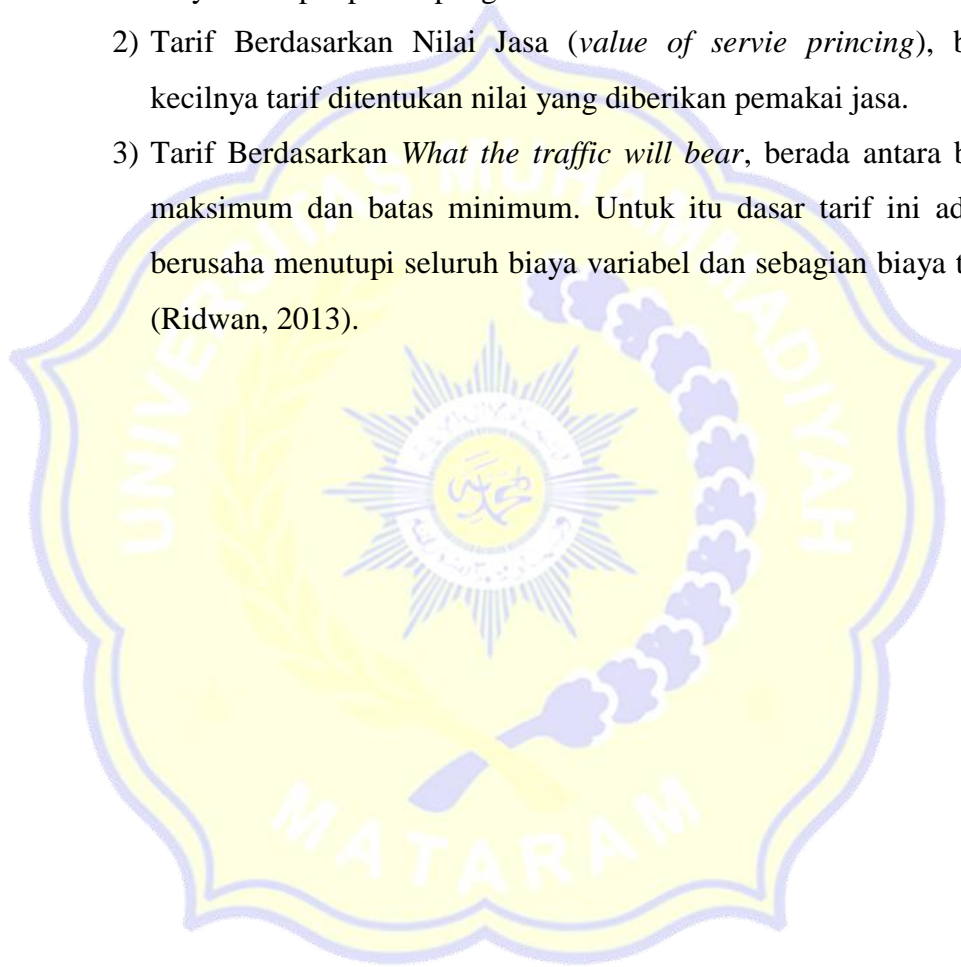 2) Tarif Berdasarkan Nilai Jasa (value of servie princing), b
kecilnya tarif ditentukan nilai yang diberikan pemakai jasa.
3) Tarif Berdasarkan What the traffic will bear, berada antara b
maksimum dan batas minimum. Untuk itu dasar tarif ini ad
berusaha menutupi seluruh biaya variabel dan sebagian biaya t
(Ridwan, 2013).
UNIVERSITAS MUHAMMADIYAH
MATARAM